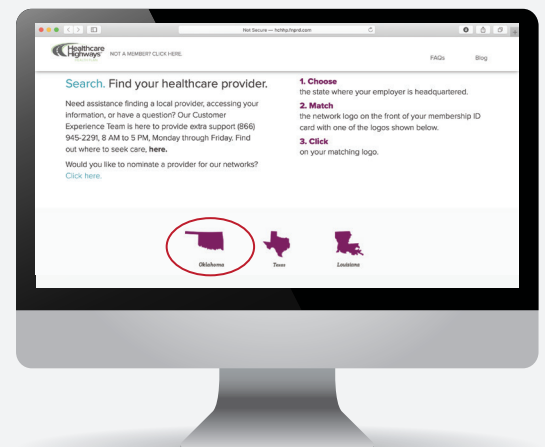 Not Secure — hchhp.hsprd.com
Healthcare
Highways
NOT A MEMBER? CLICK HERE.
FAQs
Blog
Search. Find your healthcare provider.
Need assistance finding a local provider, accessing your
information, or have a question? Our Customer
Experience Team is here to provide extra support (866)
945-2291, 8 AM to 5 PM, Monday through Friday. Find
out where to seek care, here.
Would you like to nominate a provider for our networks?
Click here.
1. Choose
the state where your employer is headquartered.
2. Match
the network logo on the front of your membership ID
card with one of the logos shown below.
3. Click
on your matching logo.
Oklahoma
Texas
Louisiana